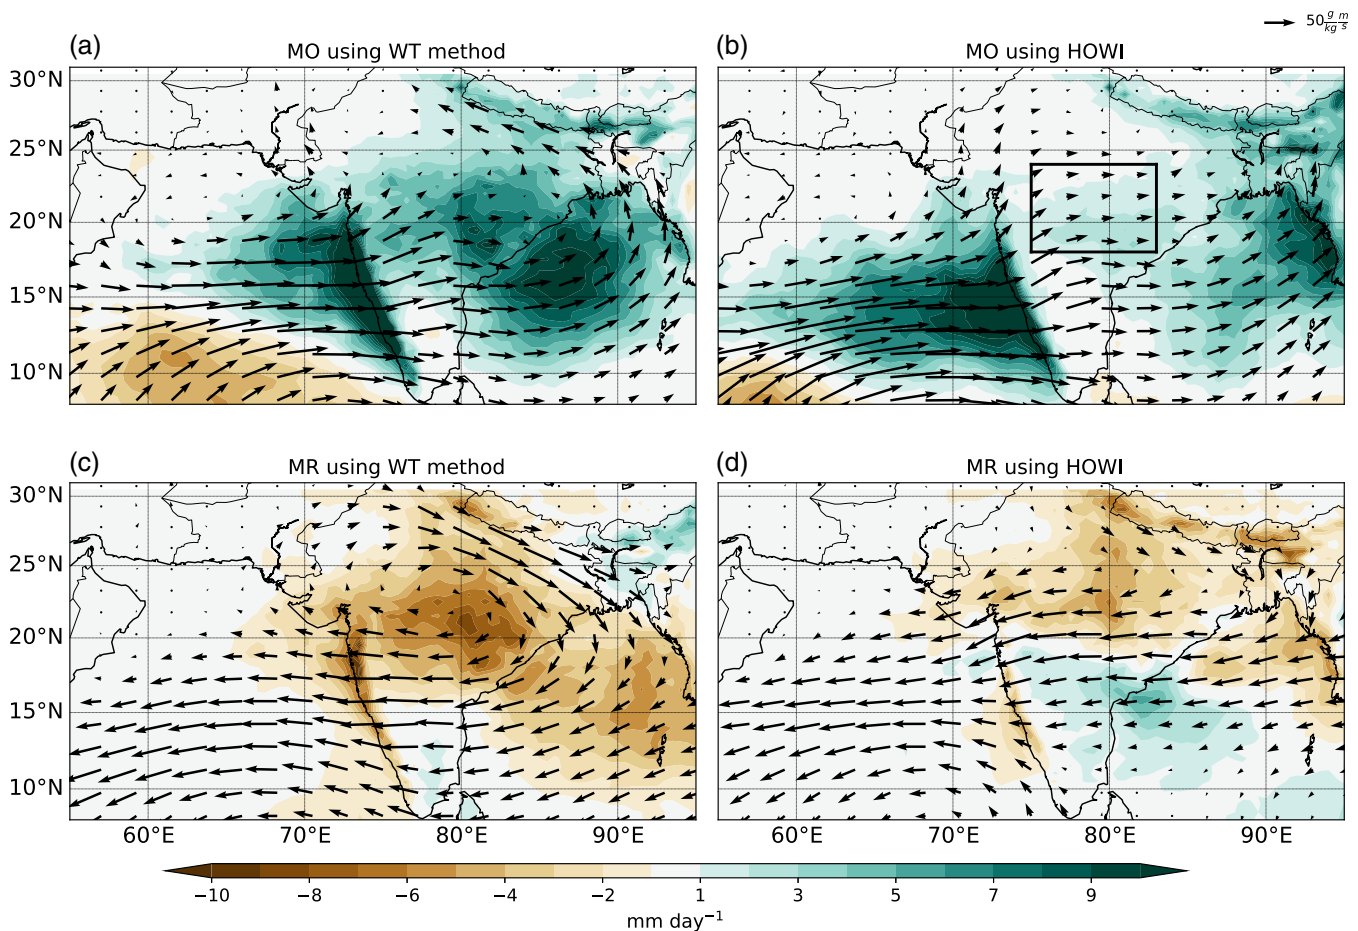 50 g/kg m/s
(a) MO using WT method
(b) MO using HOWI
30°N
25°N
20°N
15°N
10°N
(c) MR using WT method
(d) MR using HOWI
30°N
25°N
20°N
15°N
10°N
60°E 70°E 80°E 90°E
60°E 70°E 80°E 90°E
−10 −8 −6 −4 −2 1 3 5 7 9
mm day⁻¹